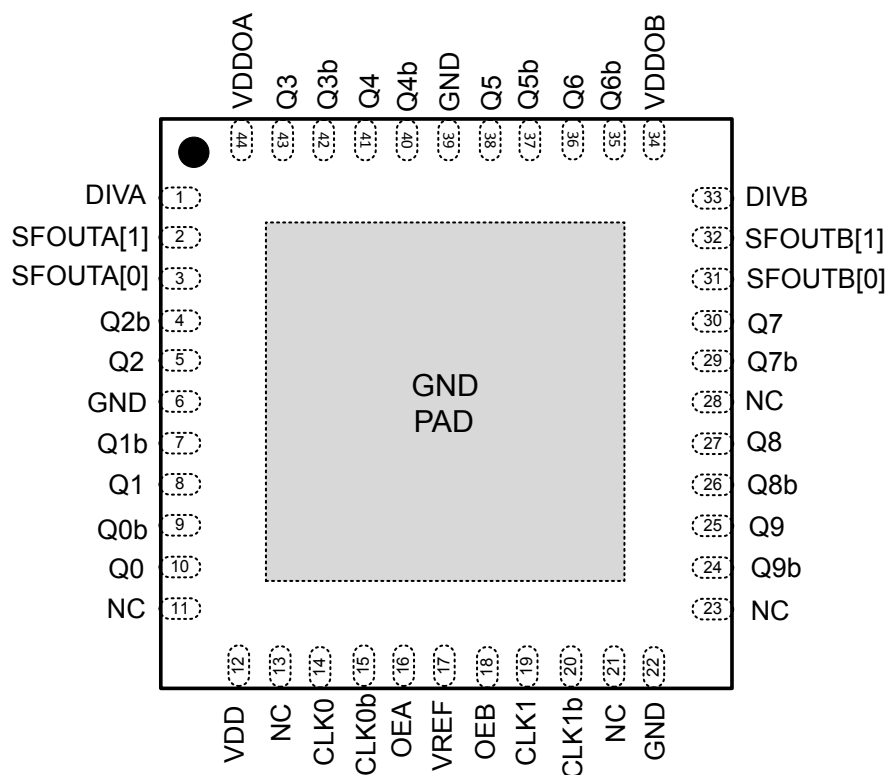 VDDOA
Q3
Q3b
Q4
Q4b
GND
Q5
Q5b
Q6
Q6b
VDDOB
44
43
42
41
40
39
38
37
36
35
34
DIVA
1
33
DIVB
SFOUTA[1]
2
32
SFOUTB[1]
SFOUTA[0]
3
31
SFOUTB[0]
Q2b
4
30
Q7
Q2
5
29
Q7b
GND
6
28
NC
Q1b
7
27
Q8
Q1
8
26
Q8b
Q0b
9
25
Q9
Q0
10
24
Q9b
NC
11
23
NC
GND
PAD
12
13
14
15
16
17
18
19
20
21
22
VDD
NC
CLK0
CLK0b
OEA
VREF
OEB
CLK1
CLK1b
NC
GND